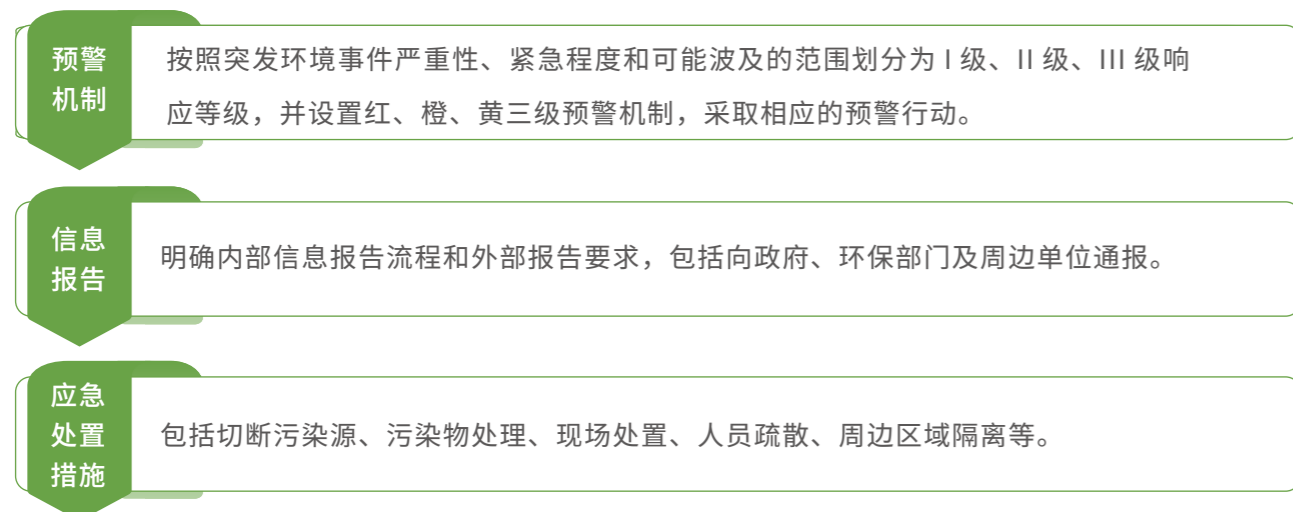 预警
机制
按照突发环境事件严重性、紧急程度和可能波及的范围划分为 I 级、II 级、III 级响
应等级，并设置红、橙、黄三级预警机制，采取相应的预警行动。
信息
报告
明确内部信息报告流程和外部报告要求，包括向政府、环保部门及周边单位通报。
应急
处置
措施
包括切断污染源、污染物处理、现场处置、人员疏散、周边区域隔离等。